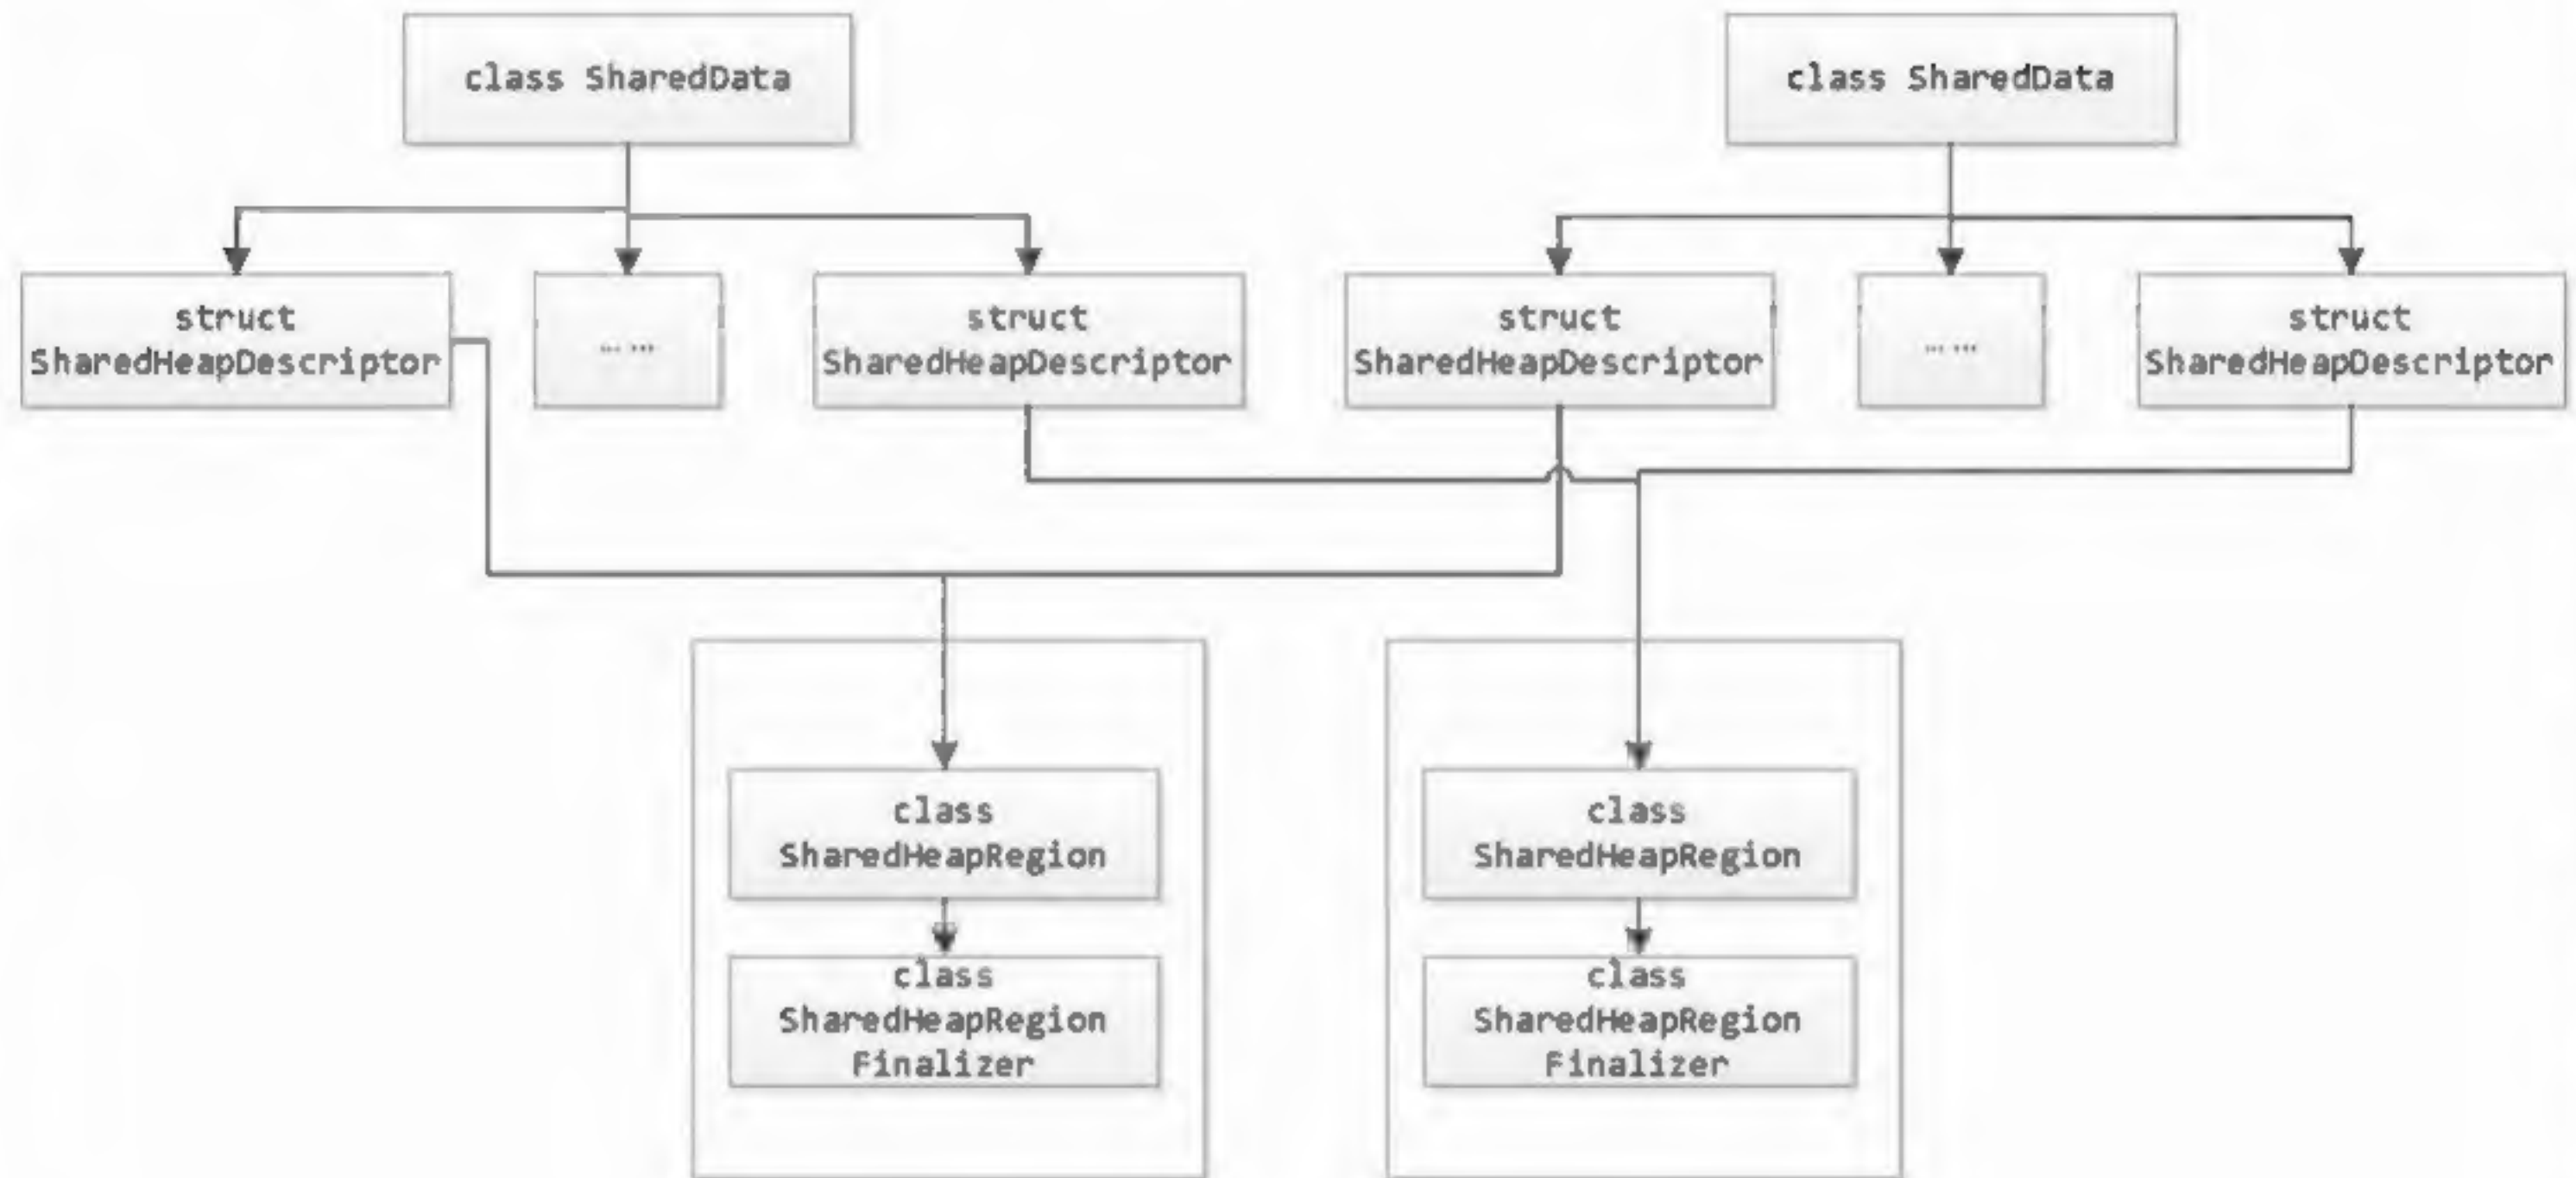 class SharedData
class SharedData
struct
SharedHeapDescriptor
... ...
struct
SharedHeapDescriptor
struct
SharedHeapDescriptor
... ...
struct
SharedHeapDescriptor
class
SharedHeapRegion
class
SharedHeapRegion
class
SharedHeapRegion
Finalizer
class
SharedHeapRegion
Finalizer